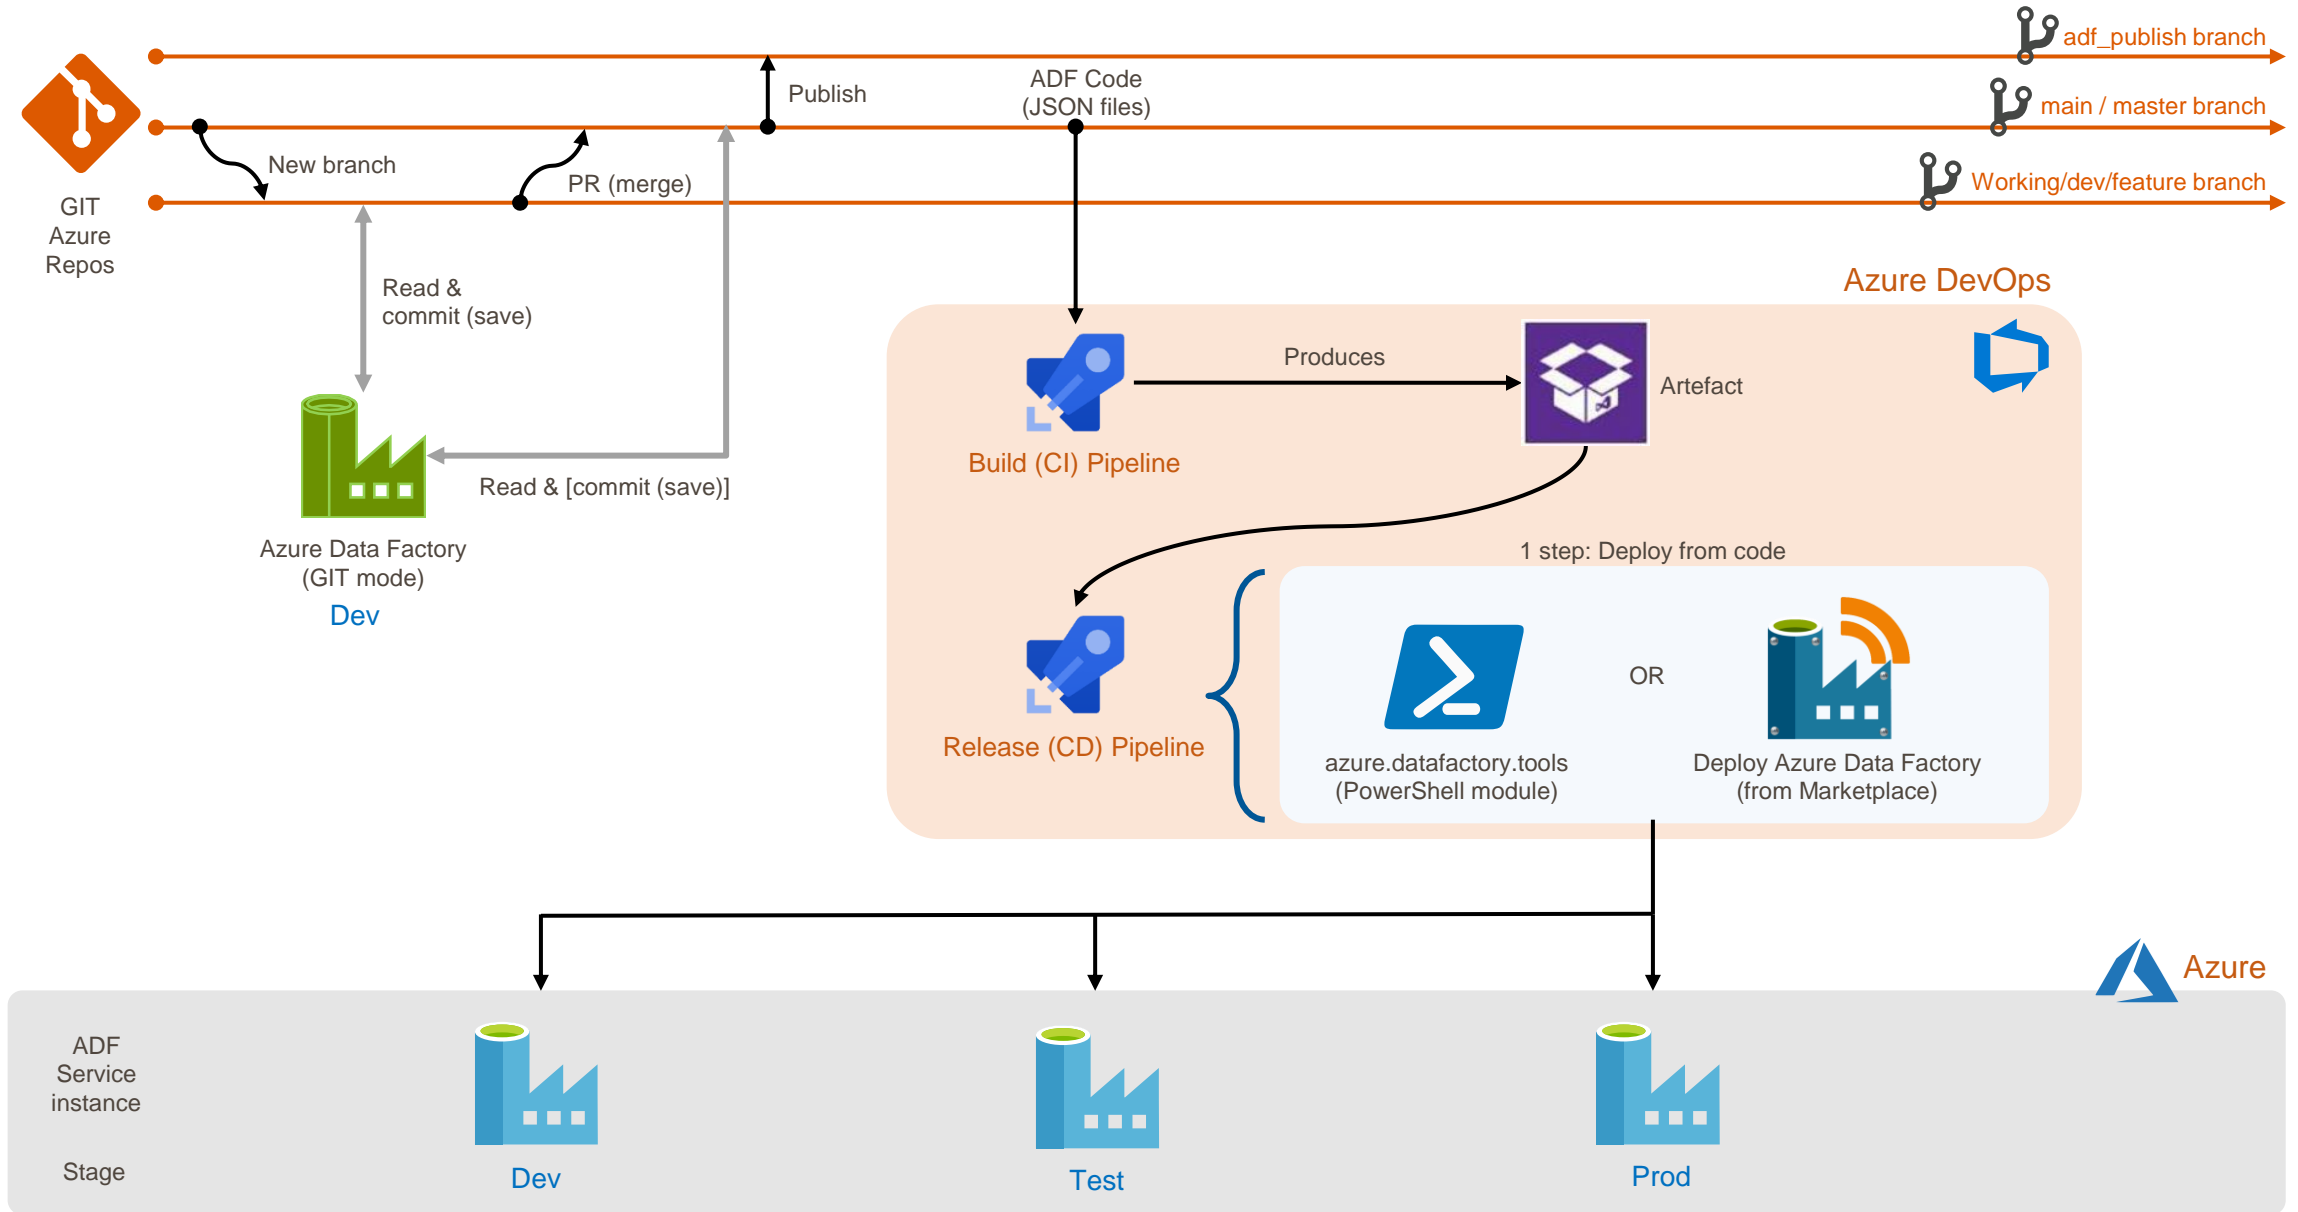 adf_publish branch
Publish
ADF Code
(JSON files)
main / master branch
New branch
PR (merge)
Working/dev/feature branch
GIT
Azure
Repos
Read &
commit (save)
Azure DevOps
Produces
Artefact
Build (CI) Pipeline
Read & [commit (save)]
Azure Data Factory
(GIT mode)
Dev
1 step: Deploy from code
OR
Release (CD) Pipeline
azure.datafactory.tools
(PowerShell module)
Deploy Azure Data Factory
(from Marketplace)
Azure
ADF
Service
instance
Stage
Dev
Test
Prod